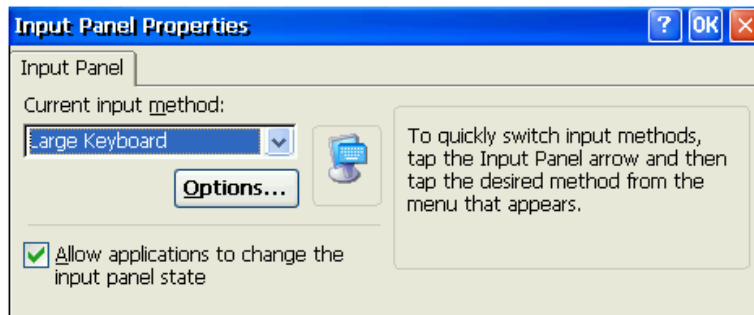 Input Panel Properties
? OK ×
Input Panel
Current input method:
Large Keyboard
Options...
To quickly switch input methods,
tap the Input Panel arrow and then
tap the desired method from the
menu that appears.
Allow applications to change the
input panel state